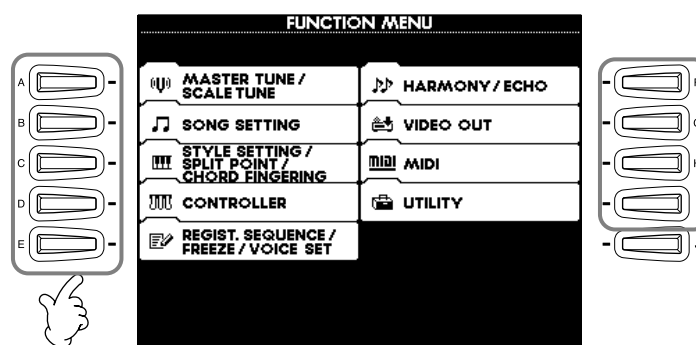 FUNCTION MENU
A
MASTER TUNE /
SCALE TUNE
HARMONY / ECHO
B
SONG SETTING
VIDEO OUT
C
STYLE SETTING /
SPLIT POINT /
CHORD FINGERING
MIDI
MIDI
D
CONTROLLER
UTILITY
E
REGIST. SEQUENCE /
FREEZE / VOICE SET